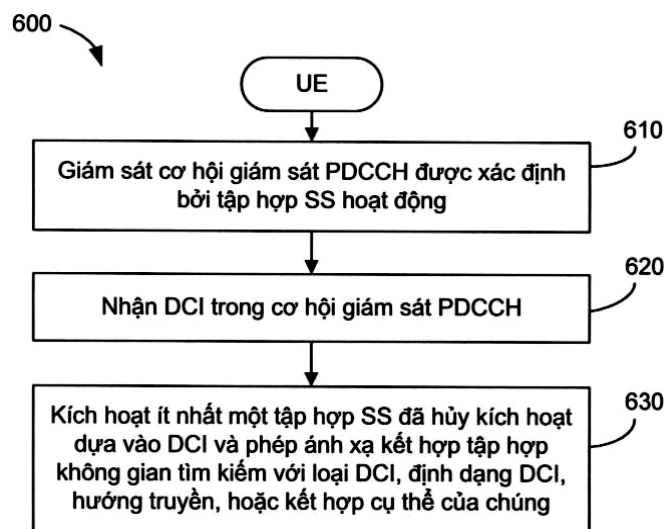 600
UE
610
Giám sát cơ hội giám sát PDCCH được xác định
bởi tập hợp SS hoạt động
620
Nhận DCI trong cơ hội giám sát PDCCH
630
Kích hoạt ít nhất một tập hợp SS đã hủy kích hoạt
dựa vào DCI và phép ánh xạ kết hợp tập hợp
không gian tìm kiếm với loại DCI, định dạng DCI,
hướng truyền, hoặc kết hợp cụ thể của chúng